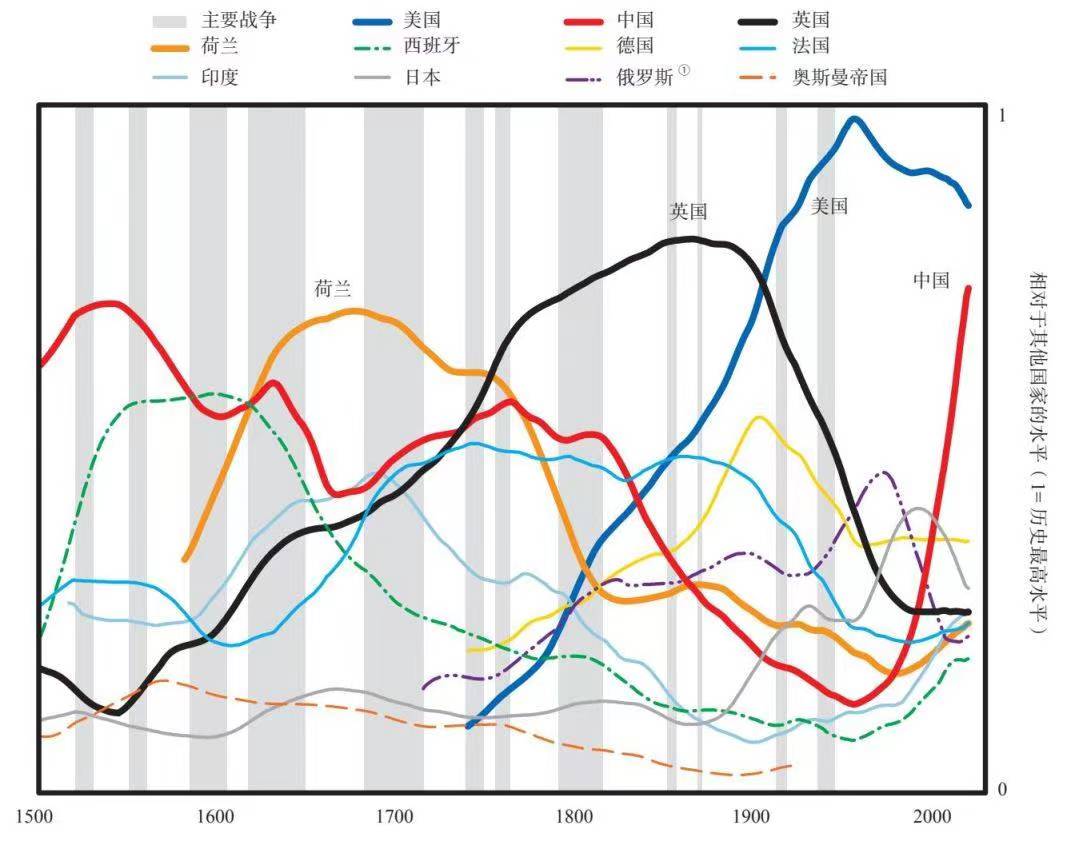 主要战争 美国 中国 英国
荷兰 西班牙 德国 法国
印度 日本 俄罗斯① 奥斯曼帝国
1
英国
美国
中国
荷兰
相对于其他国家的水平（1=历史最高水平）
0
1500 1600 1700 1800 1900 2000